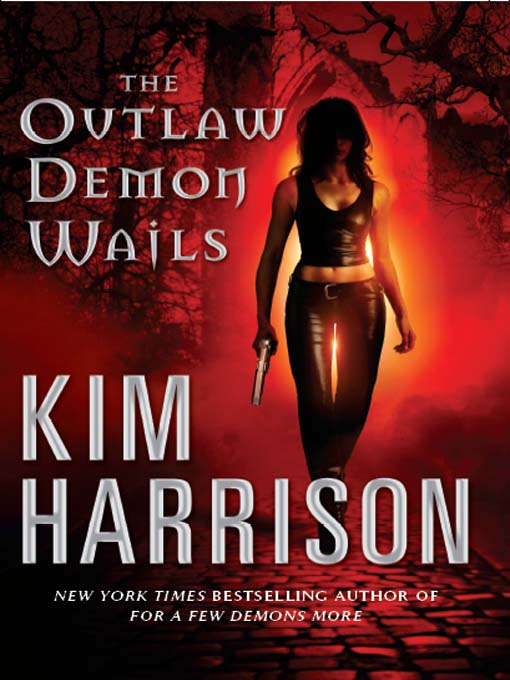 THE
OUTLAW
DEMON
WAILS
KIM
HARRISON
NEW YORK TIMES BESTSELLING AUTHOR OF
FOR A FEW DEMONS MORE